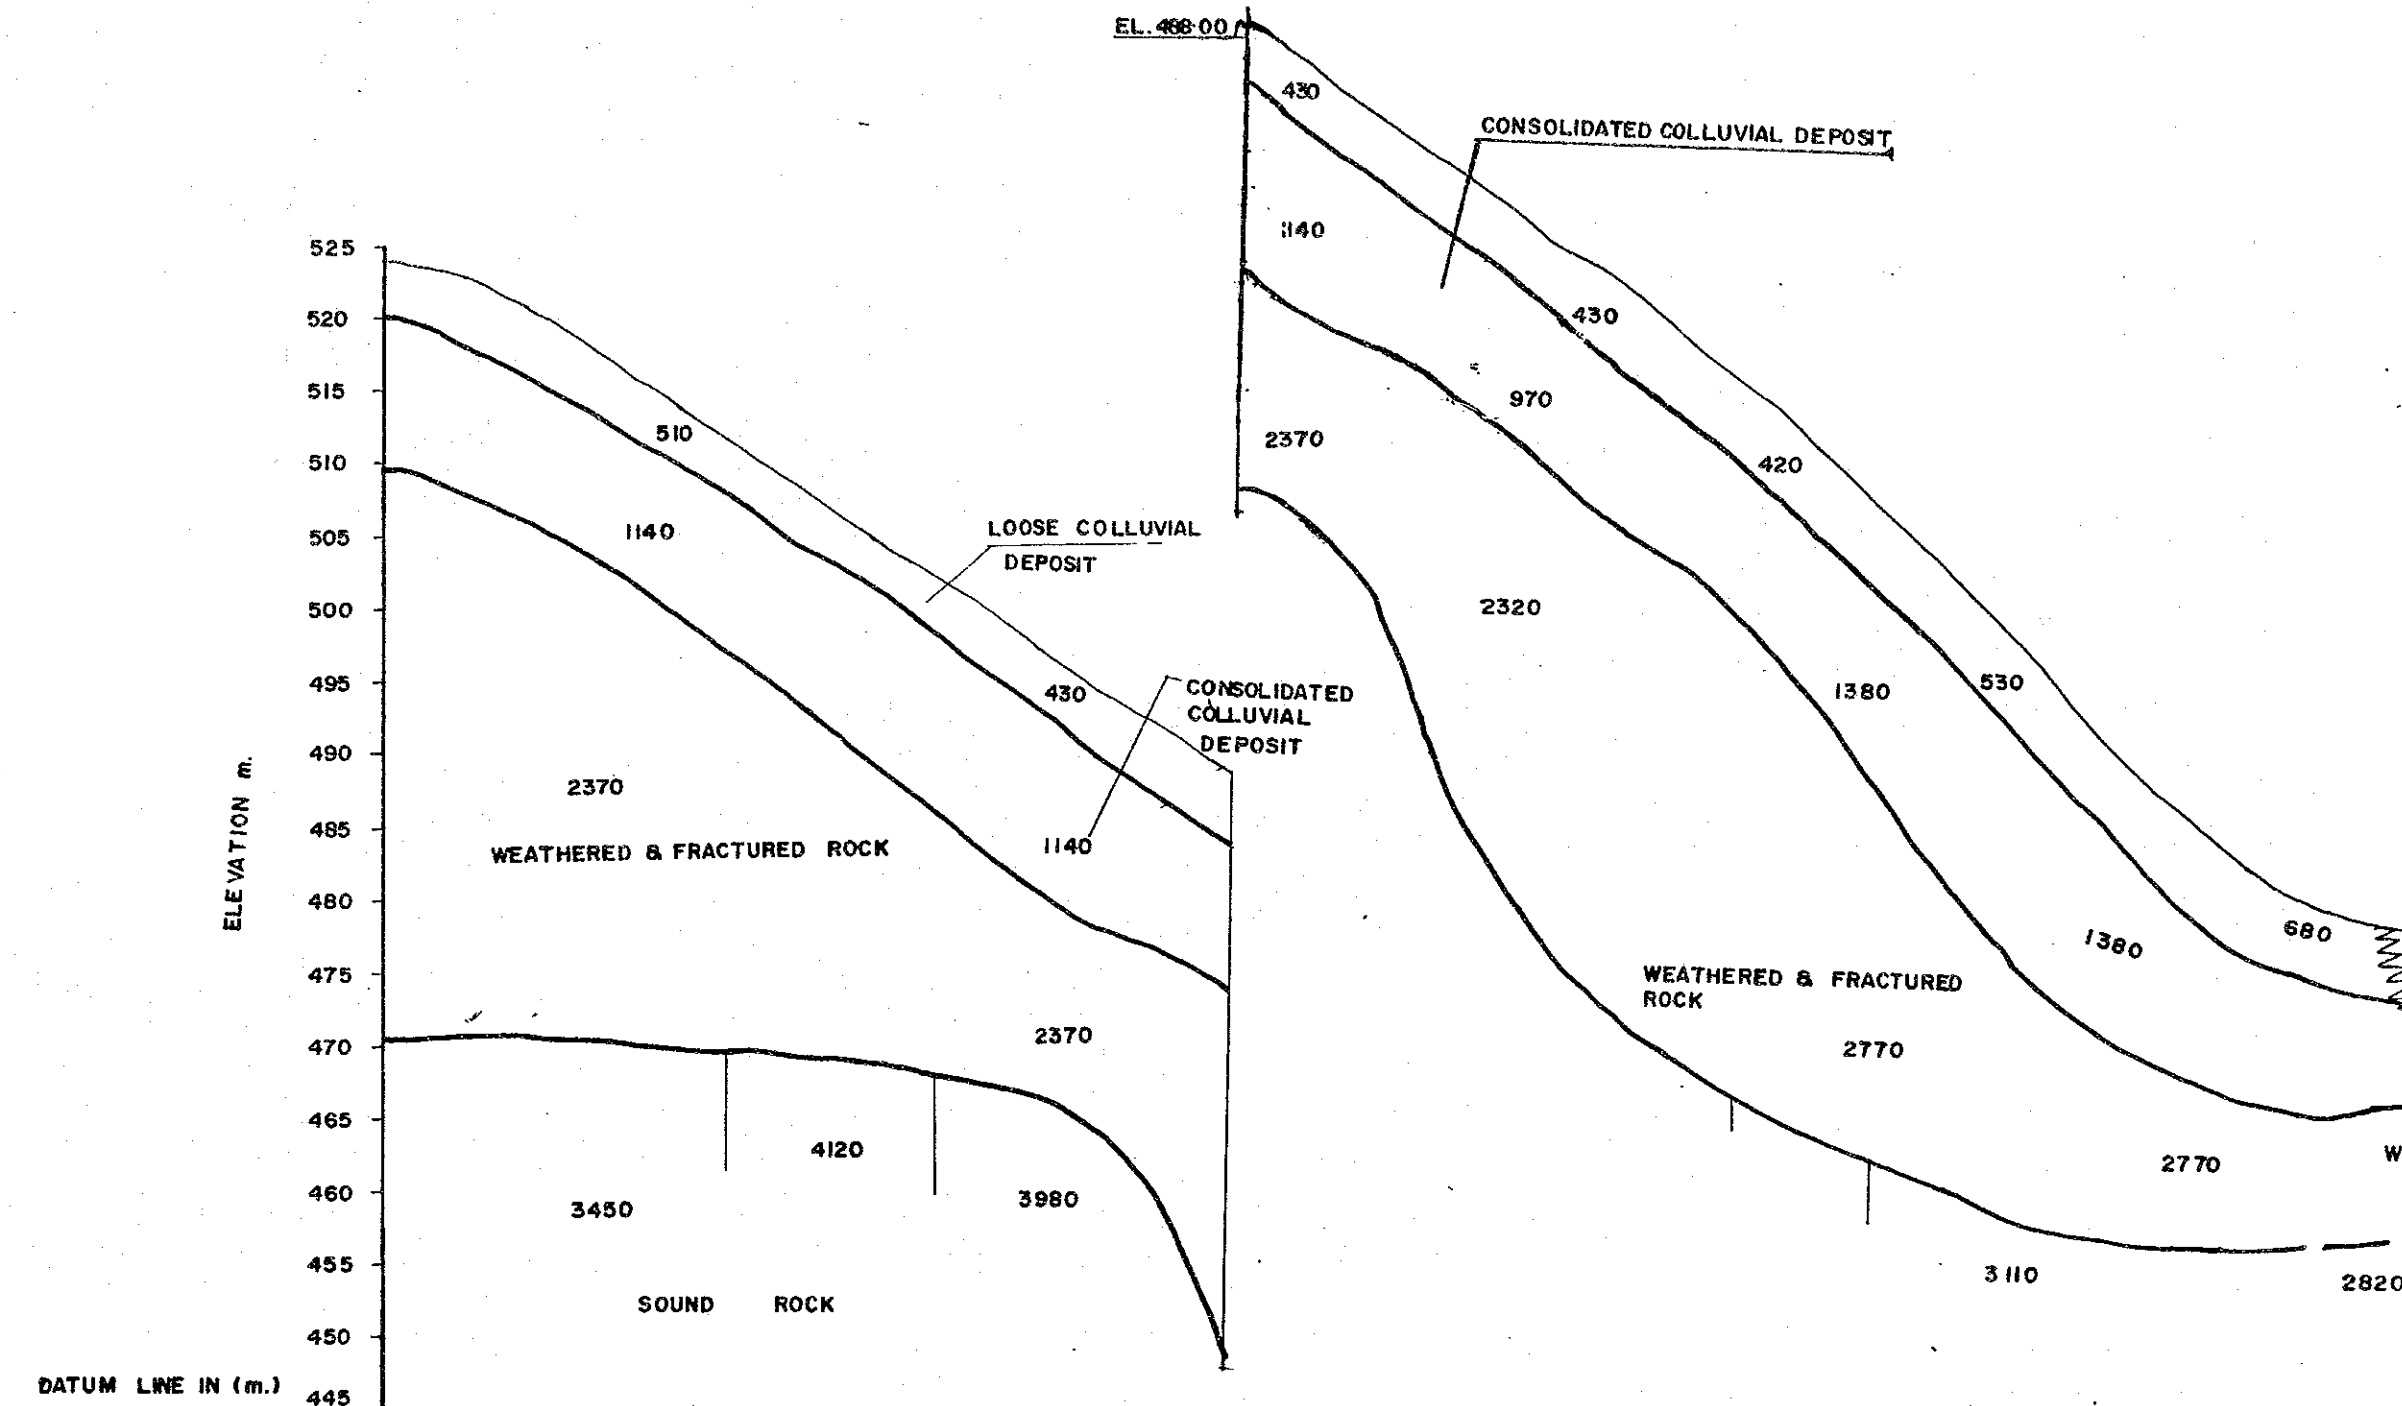 EL. 488.00
430
CONSOLIDATED COLLUVIAL DEPOSIT
1140
525
520
430
515
970
510
510
2370
420
1140
505
LOOSE COLLUVIAL
DEPOSIT
500
2320
495
430
CONSOLIDATED
COLLUVIAL
DEPOSIT
1380
530
490
ELEVATION m.
2370
485
WEATHERED & FRACTURED ROCK
1140
480
680
1380
475
WEATHERED & FRACTURED
ROCK
470
2370
2770
465
4120
2770
W
460
3450
3980
455
3110
2820
SOUND ROCK
450
DATUM LINE IN (m.)
445